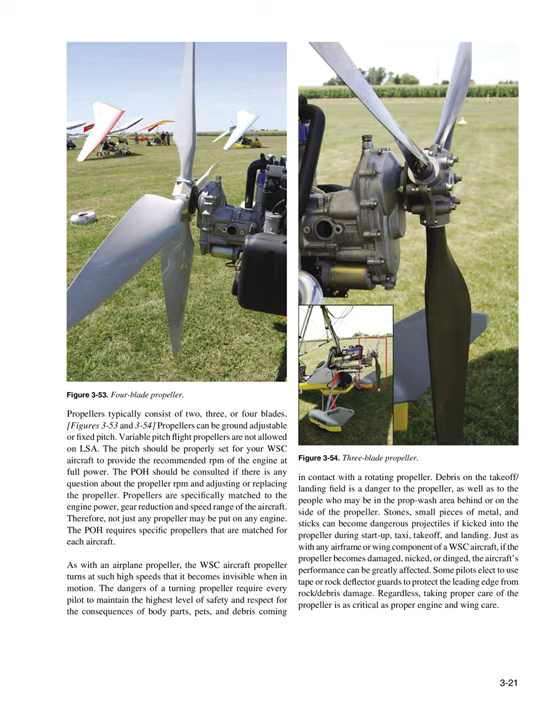 Figure 3-53. Four-blade propeller.
Propellers typically consist of two, three, or four blades.
[Figures 3-53 and 3-54] Propellers can be ground adjustable
or fixed pitch. Variable pitch flight propellers are not allowed
on LSA. The pitch should be properly set for your WSC
aircraft to provide the recommended rpm of the engine at
full power. The POH should be consulted if there is any
question about the propeller rpm and adjusting or replacing
the propeller. Propellers are specifically matched to the
engine power, gear reduction and speed range of the aircraft.
Therefore, not just any propeller may be put on any engine.
The POH requires specific propellers that are matched for
each aircraft.
As with an airplane propeller, the WSC aircraft propeller
turns at such high speeds that it becomes invisible when in
motion. The dangers of a turning propeller require every
pilot to maintain the highest level of safety and respect for
the consequences of body parts, pets, and debris coming
Figure 3-54. Three-blade propeller.
in contact with a rotating propeller. Debris on the takeoff/
landing field is a danger to the propeller, as well as to the
people who may be in the prop-wash area behind or on the
side of the propeller. Stones, small pieces of metal, and
sticks can become dangerous projectiles if kicked into the
propeller during start-up, taxi, takeoff, and landing. Just as
with any airframe or wing component of a WSC aircraft, if the
propeller becomes damaged, nicked, or dinged, the aircraft's
performance can be greatly affected. Some pilots elect to use
tape or rock deflector guards to protect the leading edge from
rock/debris damage. Regardless, taking proper care of the
propeller is as critical as proper engine and wing care.
3-21